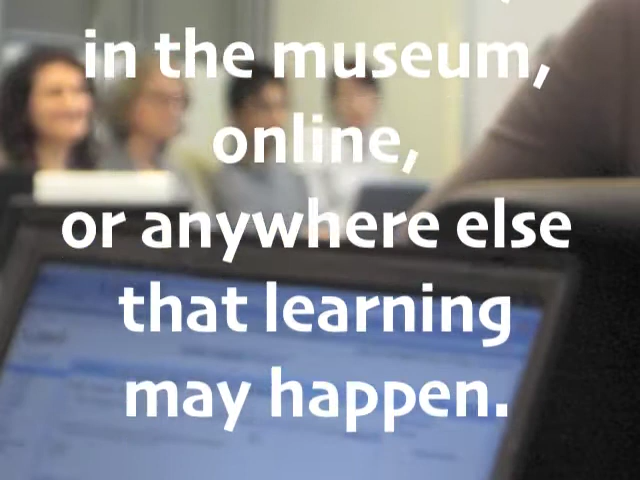 in the museum,
online,
or anywhere else
that learning
may happen.